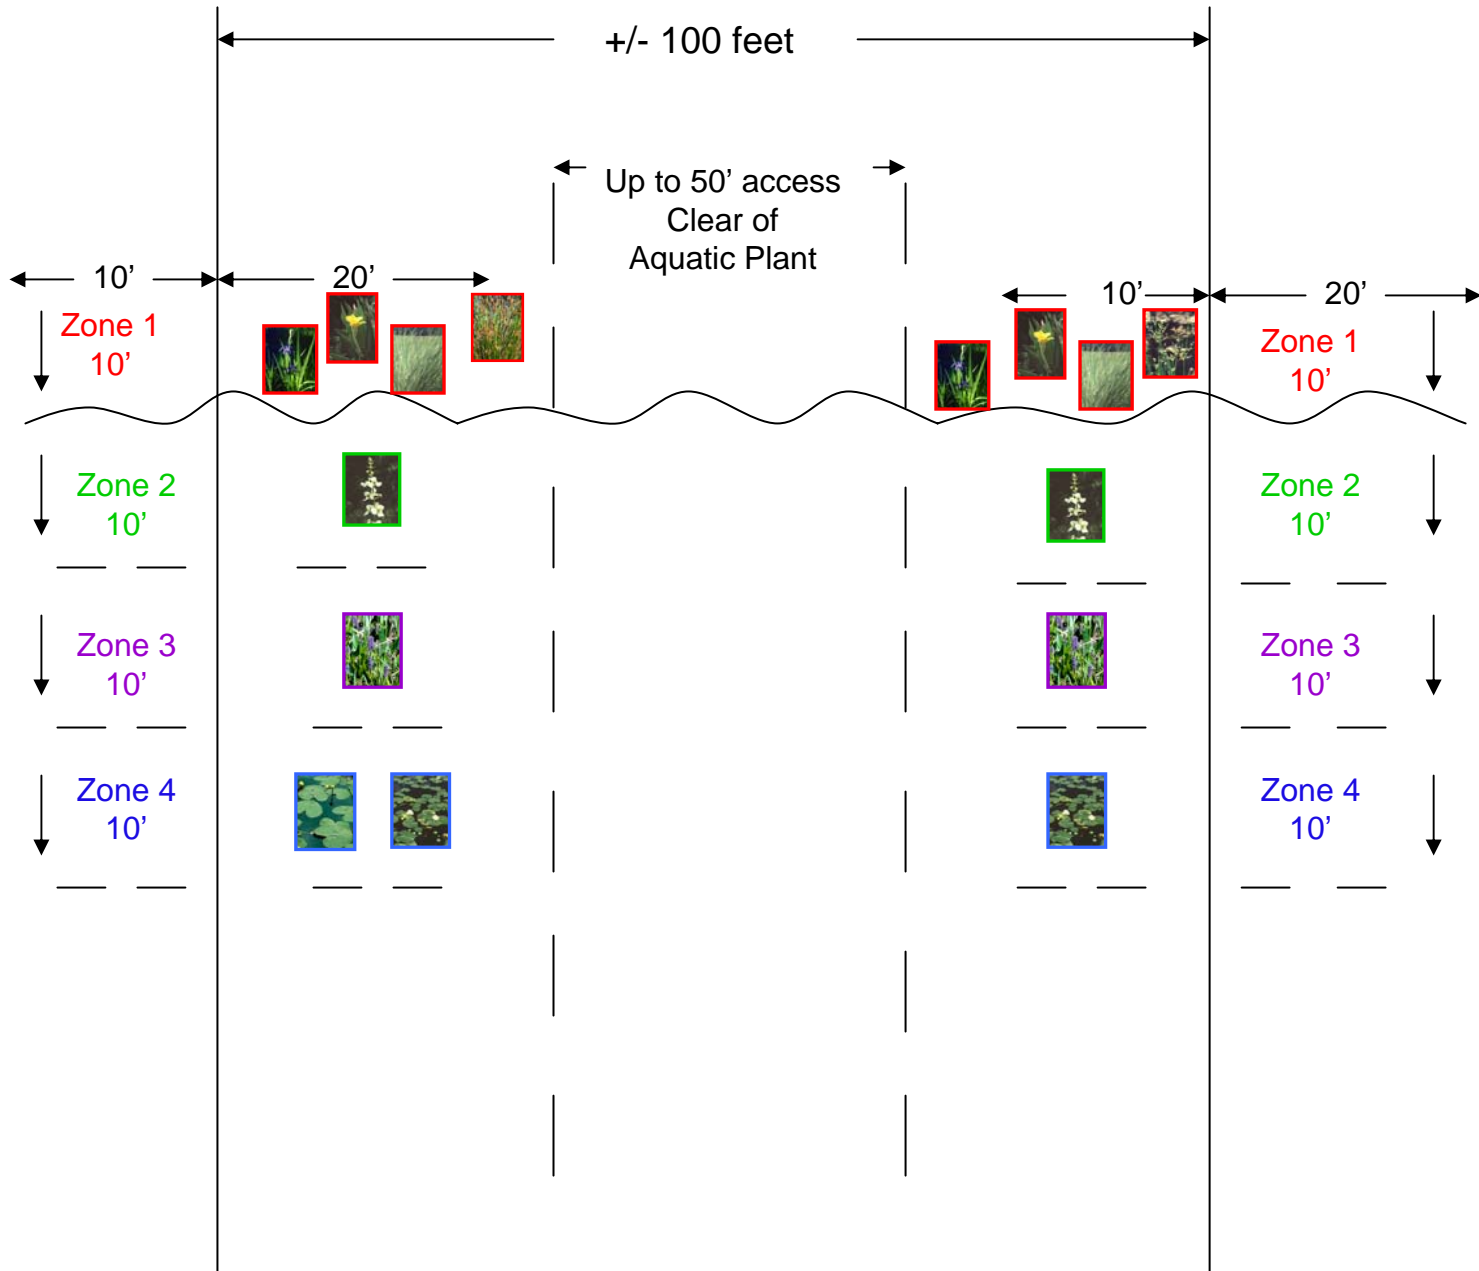 +/- 100 feet
Up to 50’ access
Clear of
Aquatic Plant
10’
20’
10’
20’
Zone 1
10’
Zone 1
10’
Zone 2
10’
Zone 2
10’
Zone 3
10’
Zone 3
10’
Zone 4
10’
Zone 4
10’